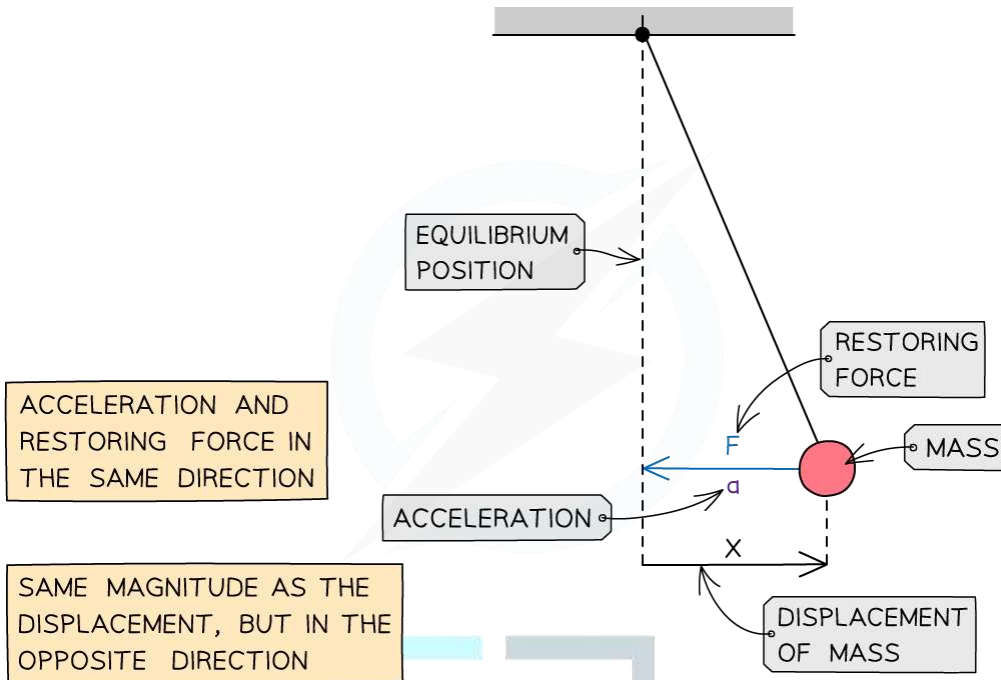 EQUILIBRIUM
POSITION
RESTORING
FORCE
ACCELERATION AND
RESTORING FORCE IN
THE SAME DIRECTION
F
MASS
a
ACCELERATION
X
SAME MAGNITUDE AS THE
DISPLACEMENT, BUT IN THE
OPPOSITE DIRECTION
DISPLACEMENT
OF MASS